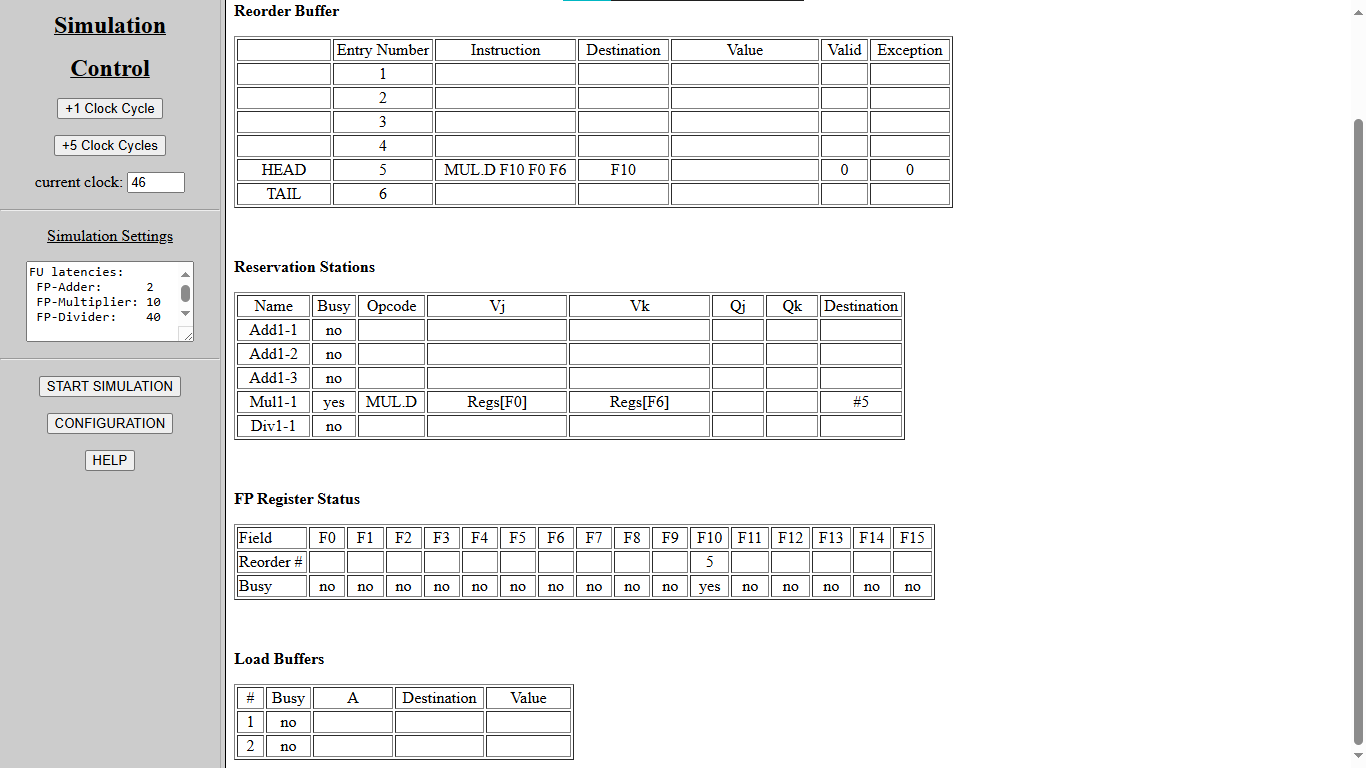 Simulation
Control
+1 Clock Cycle
+5 Clock Cycles
current clock: 46
Simulation Settings
FU latencies:
FP-Adder: 2
FP-Multiplier: 10
FP-Divider: 40
START SIMULATION
CONFIGURATION
HELP
Reorder Buffer
Entry Number Instruction Destination Value Valid Exception
1
2
3
4
HEAD 5 MUL.D F10 F0 F6 F10 0 0
TAIL 6
Reservation Stations
Name Busy Opcode Vj Vk Qj Qk Destination
Add1-1 no
Add1-2 no
Add1-3 no
Mul1-1 yes MUL.D Regs[F0] Regs[F6] #5
Div1-1 no
FP Register Status
Field F0 F1 F2 F3 F4 F5 F6 F7 F8 F9 F10 F11 F12 F13 F14 F15
Reorder # 5
Busy no no no no no no no no no no yes no no no no no
Load Buffers
# Busy A Destination Value
1 no
2 no